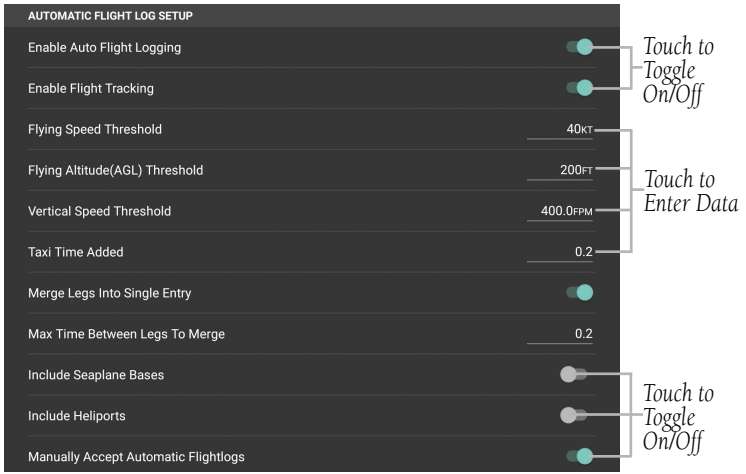 AUTOMATIC FLIGHT LOG SETUP
Enable Auto Flight Logging
Enable Flight Tracking
Touch to
Toggle
On/Off
Flying Speed Threshold 40KT
Flying Altitude(AGL) Threshold 200FT
Vertical Speed Threshold 400.0FPM
Taxi Time Added 0.2
Touch to
Enter Data
Merge Legs Into Single Entry
Max Time Between Legs To Merge 0.2
Include Seaplane Bases
Include Heliports
Manually Accept Automatic Flightlogs
Touch to
Toggle
On/Off